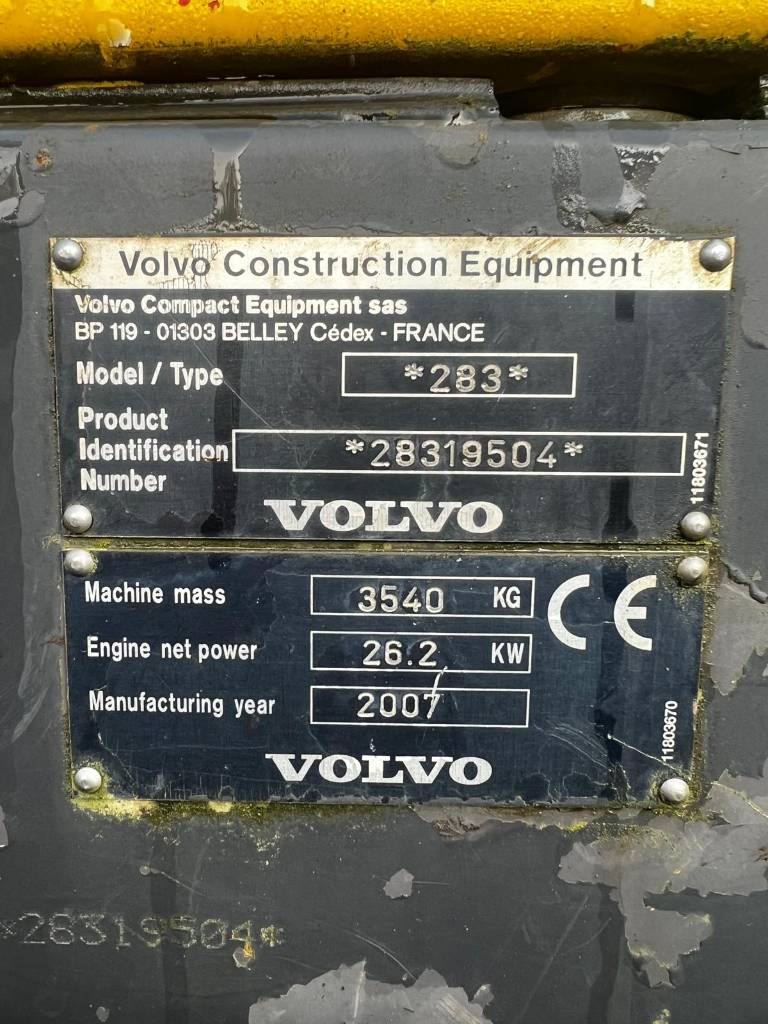 Volvo Construction Equipment
Volvo Compact Equipment sas
BP 119 - 01303 BELLEY Cédex - FRANCE
Model / Type *283*
Product
Identification *28319504*
Number
11803671
VOLVO
Machine mass 3540 KG
CE
Engine net power 26.2 KW
Manufacturing year 2007
11803670
VOLVO
*28319504*